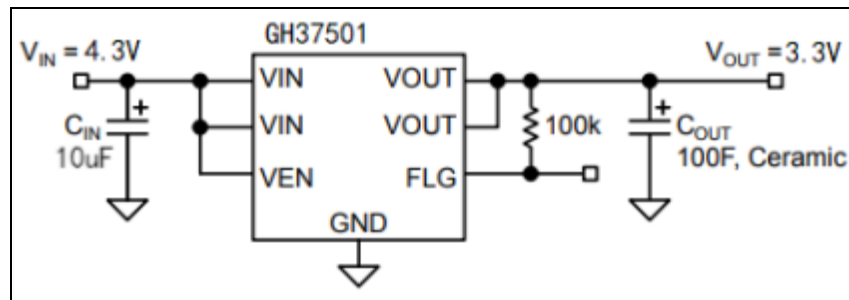 GH37501
V_IN = 4.3V
V_OUT = 3.3V
VIN
VOUT
C_IN
10uF
VIN
VOUT
100k
C_OUT
100F, Ceramic
VEN
FLG
GND